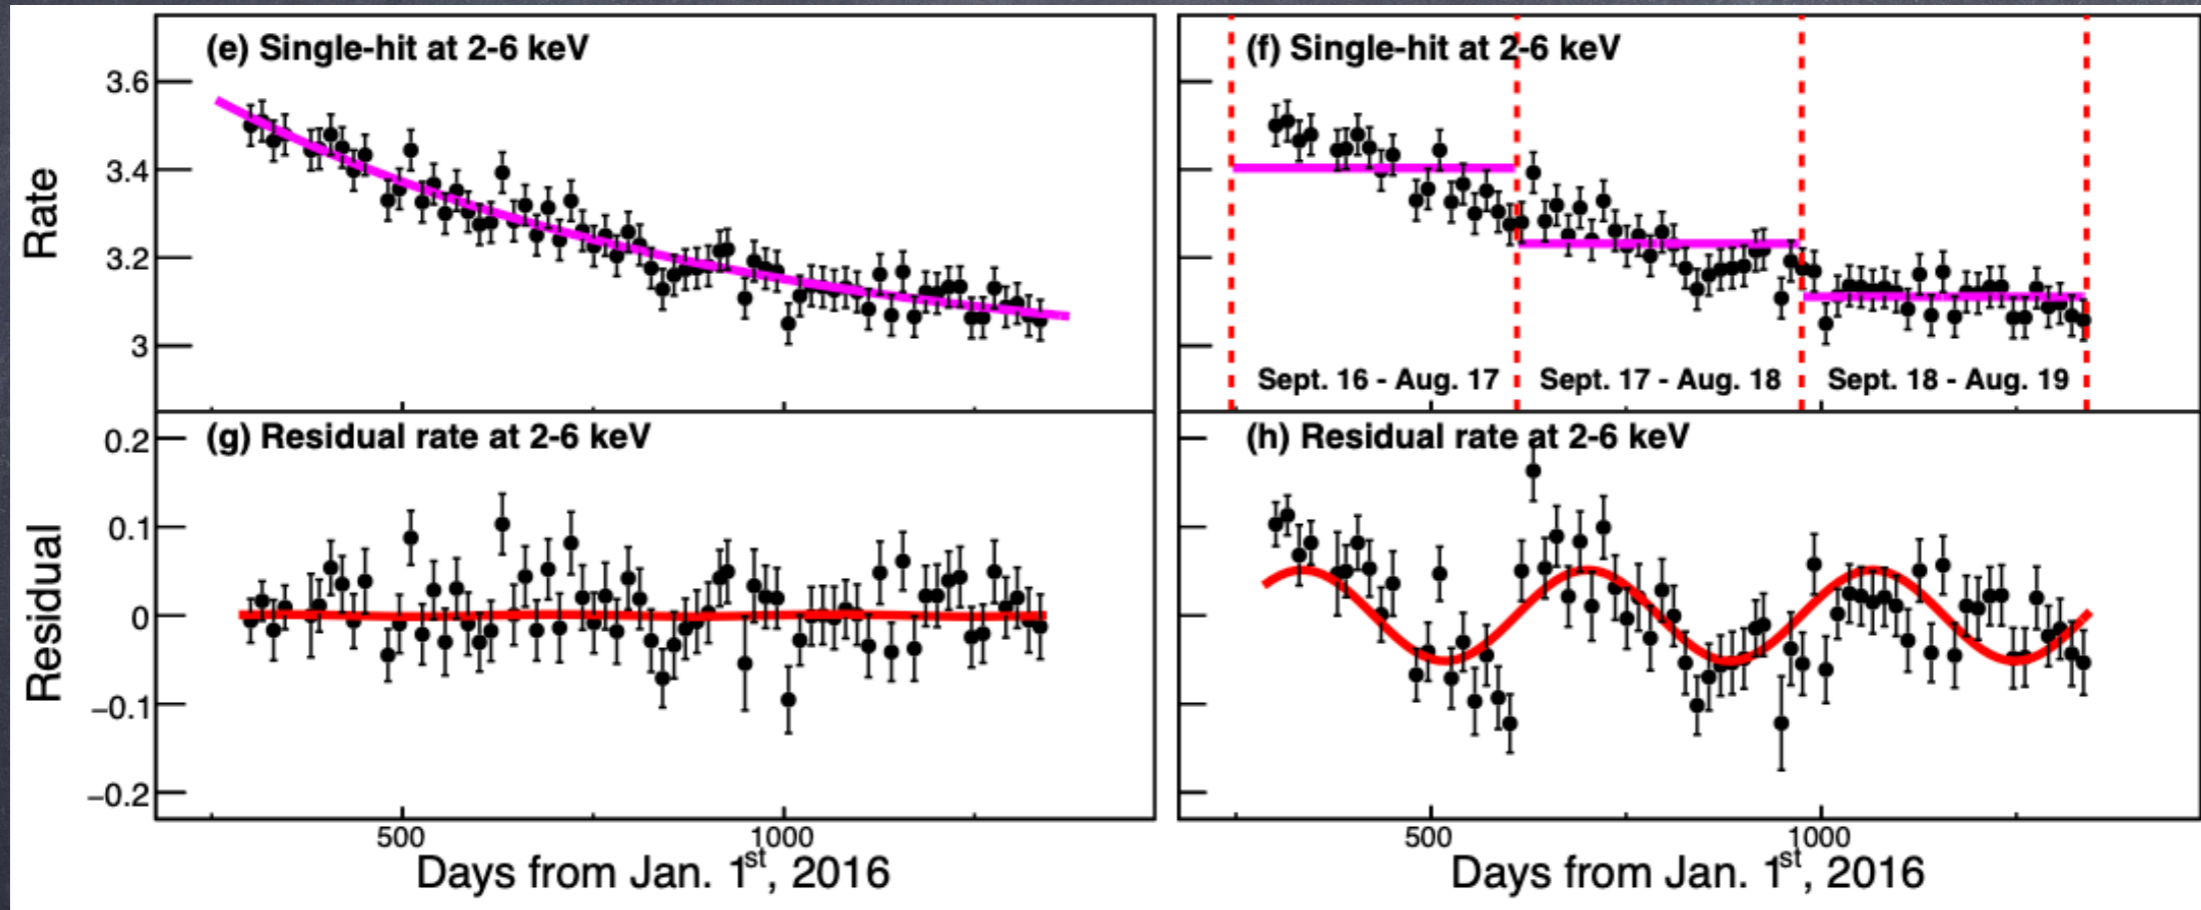 (e) Single-hit at 2-6 keV
3.6
3.4
3.2
3
Rate
(f) Single-hit at 2-6 keV
Sept. 16 - Aug. 17
Sept. 17 - Aug. 18
Sept. 18 - Aug. 19
(g) Residual rate at 2-6 keV
0.2
0.1
0
−0.1
−0.2
Residual
500
1000
Days from Jan. 1st, 2016
(h) Residual rate at 2-6 keV
500
1000
Days from Jan. 1st, 2016